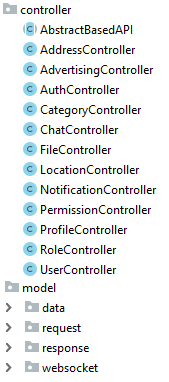 controller
AbstractBasedAPI
AddressController
AdvertisingController
AuthController
CategoryController
ChatController
FileController
LocationController
NotificationController
PermissionController
ProfileController
RoleController
UserController
model
data
request
response
websocket